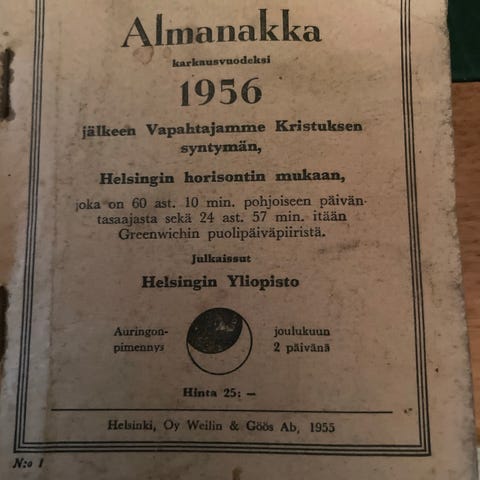 Almanakka
karkausvuodeksi
1956
jälkeen Vapahtajamme Kristuksen
syntymän,
Helsingin horisontin mukaan,
joka on 60 ast. 10 min. pohjoiseen päivän-
tasaajasta sekä 24 ast. 57 min. itään
Greenwichin puolipäiväpiiristä.
Julkaissut
Helsingin Yliopisto
Auringon-
pimennys
joulukuun
2 päivänä
Hinta 25: —
Helsinki, Oy Weilin & Göös Ab, 1955
N:o 1